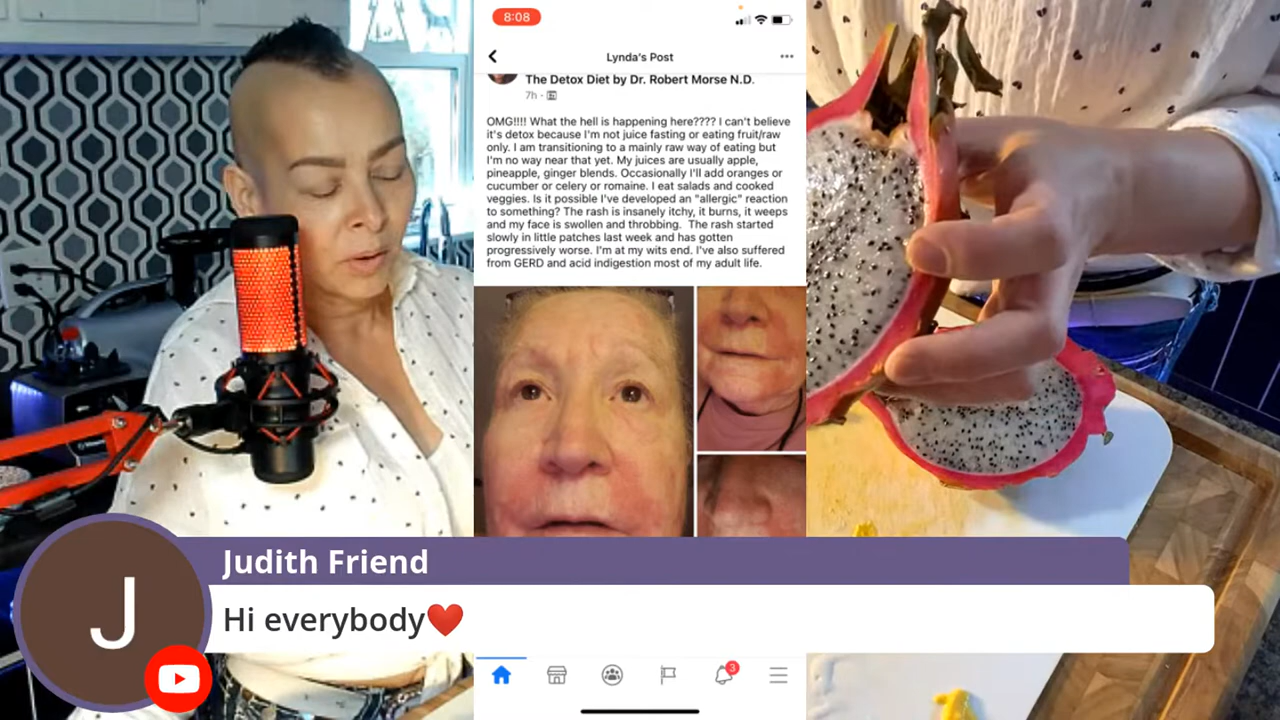 8:08
Lynda's Post
The Detox Diet by Dr. Robert Morse N.D.
7h ·
OMG!!!! What the hell is happening here???? I can't believe
it's detox because I'm not juice fasting or eating fruit/raw
only. I am transitioning to a mainly raw way of eating but
I'm no way near that yet. My juices are usually apple,
pineapple, ginger blends. Occasionally I'll add oranges or
cucumber or celery or romaine. I eat salads and cooked
veggies. Is it possible I've developed an "allergic" reaction
to something? The rash is insanely itchy, it burns, it weeps
and my face is swollen and throbbing.  The rash started
slowly in little patches last week and has gotten
progressively worse. I'm at my wits end. I've also suffered
from GERD and acid indigestion most of my adult life.
J
Judith Friend
Hi everybody❤️
3